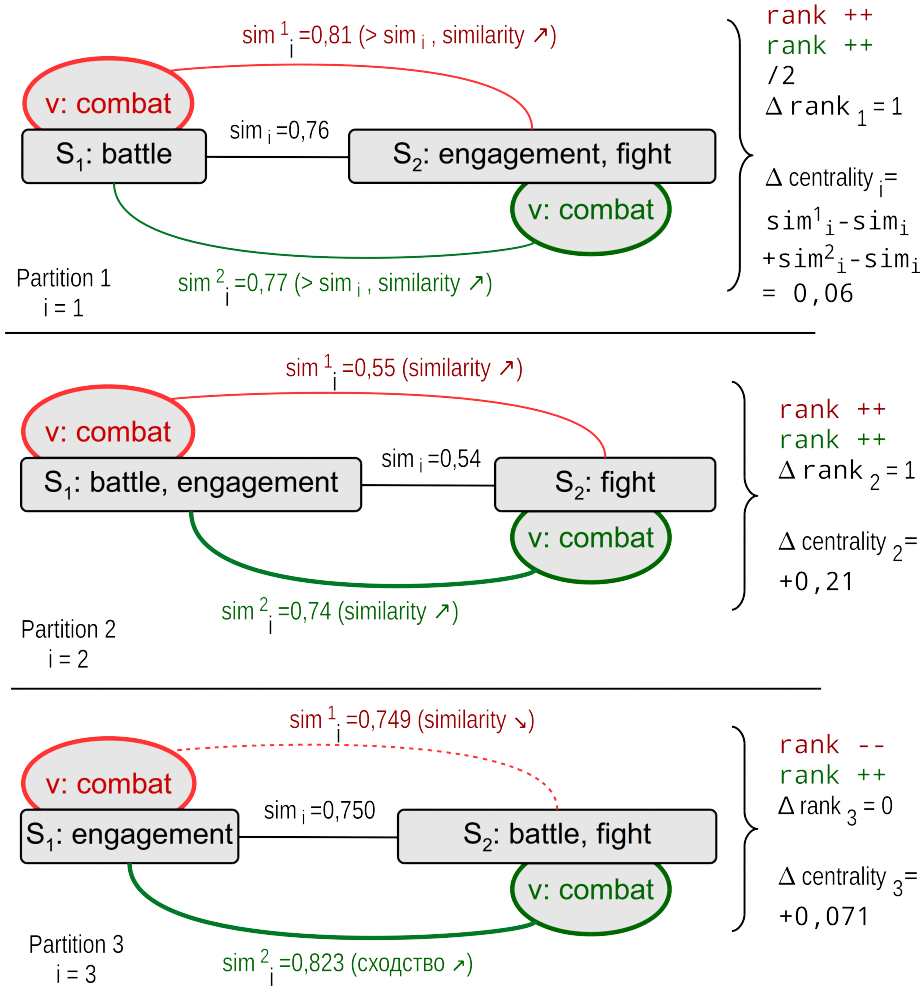 sim 1 i =0,81 (> sim i , similarity ↗)
v: combat
S1: battle
sim i =0,76
S2: engagement, fight
v: combat
sim 2 i =0,77 (> sim i , similarity ↗)
Partition 1
i = 1
rank ++
rank ++
/2
Δ rank 1 = 1
Δ centrality i =
sim1i-simi
+sim2i-simi
= 0,06
sim 1 i =0,55 (similarity ↗)
v: combat
S1: battle, engagement
sim i =0,54
S2: fight
v: combat
sim 2 i =0,74 (similarity ↗)
Partition 2
i = 2
rank ++
rank ++
Δ rank 2 = 1
Δ centrality 2 =
+0,21
sim 1 i =0,749 (similarity ↘)
v: combat
S1: engagement
sim i =0,750
S2: battle, fight
v: combat
sim 2 i =0,823 (сходство ↗)
Partition 3
i = 3
rank --
rank ++
Δ rank 3 = 0
Δ centrality 3 =
+0,071